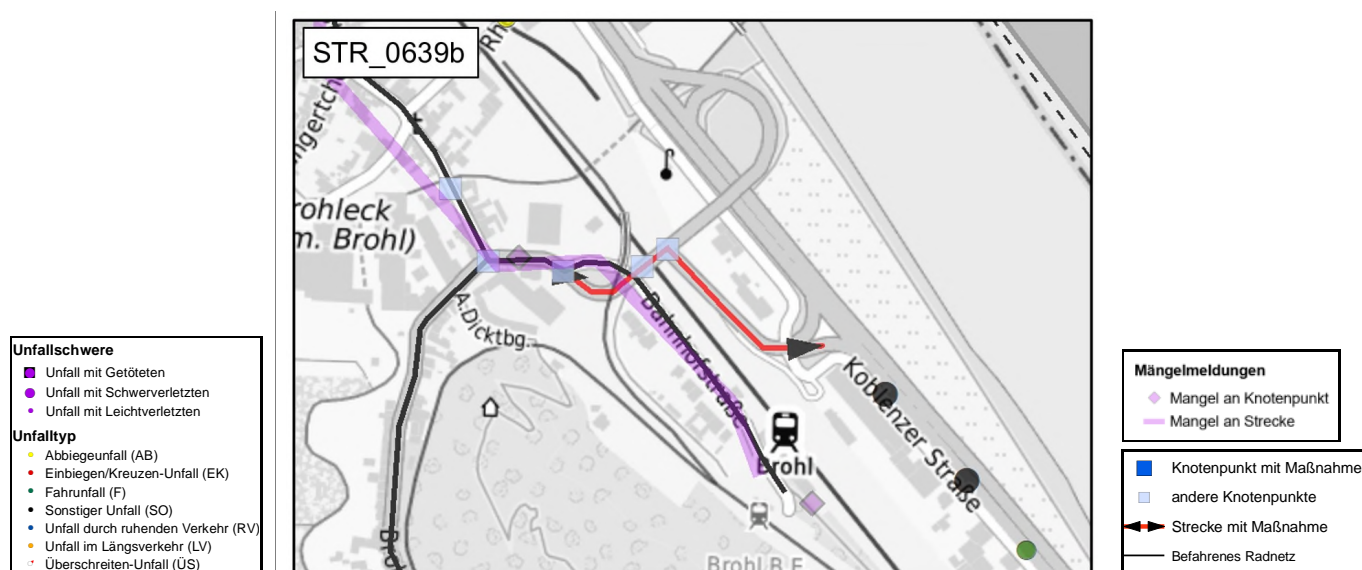 STR_0639b
Rh
ngertch
rohleck
m. Brohl)
A.Dicktbg.
Bahnhofstraße
Koblenzer Straße
Brohl
Brohl B.E.
Unfallschwere
Unfall mit Getöteten
Unfall mit Schwerverletzten
Unfall mit Leichtverletzten
Unfalltyp
Abbiegeunfall (AB)
Einbiegen/Kreuzen-Unfall (EK)
Fahrunfall (F)
Sonstiger Unfall (SO)
Unfall durch ruhenden Verkehr (RV)
Unfall im Längsverkehr (LV)
Überschreiten-Unfall (ÜS)
Mängelmeldungen
Mangel an Knotenpunkt
Mangel an Strecke
Knotenpunkt mit Maßnahme
andere Knotenpunkte
Strecke mit Maßnahme
Befahrenes Radnetz